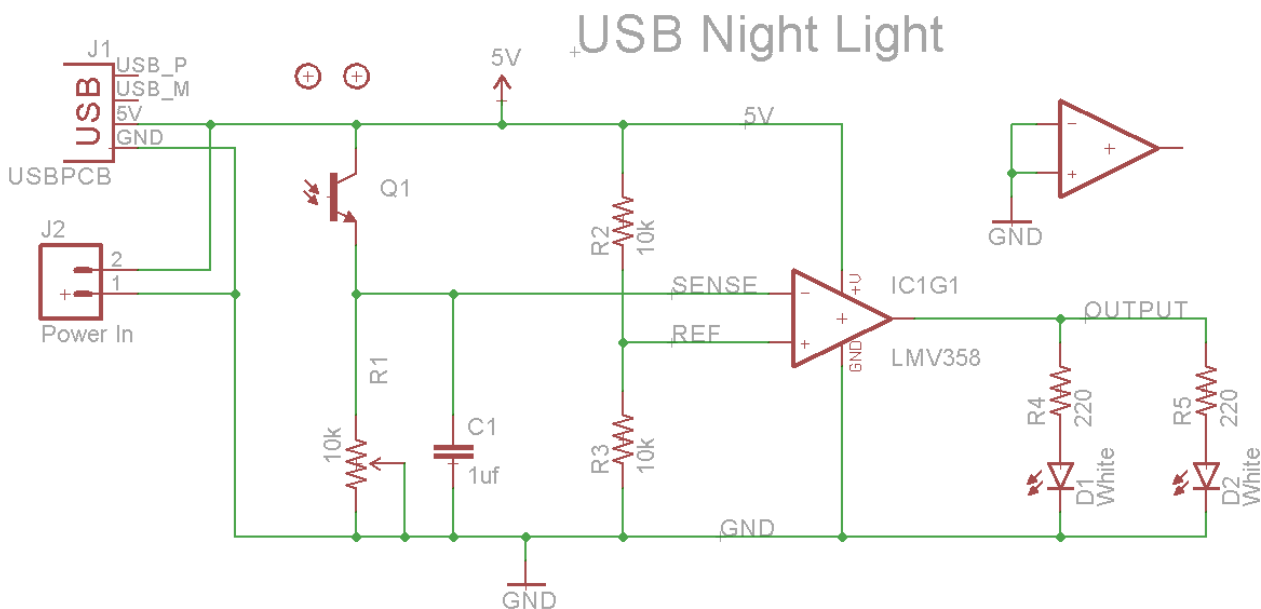 USB Night Light
J1
USB_P
USB_M
5V
GND
USB
USBPCB
5V
5V
Q1
R2
10k
GND
J2
2
1
Power In
SENSE
REF
+U
GND
IC1G1
LMV358
OUTPUT
R1
10k
C1
1uf
R3
10k
R4
220
R5
220
D1
White
D2
White
GND
GND